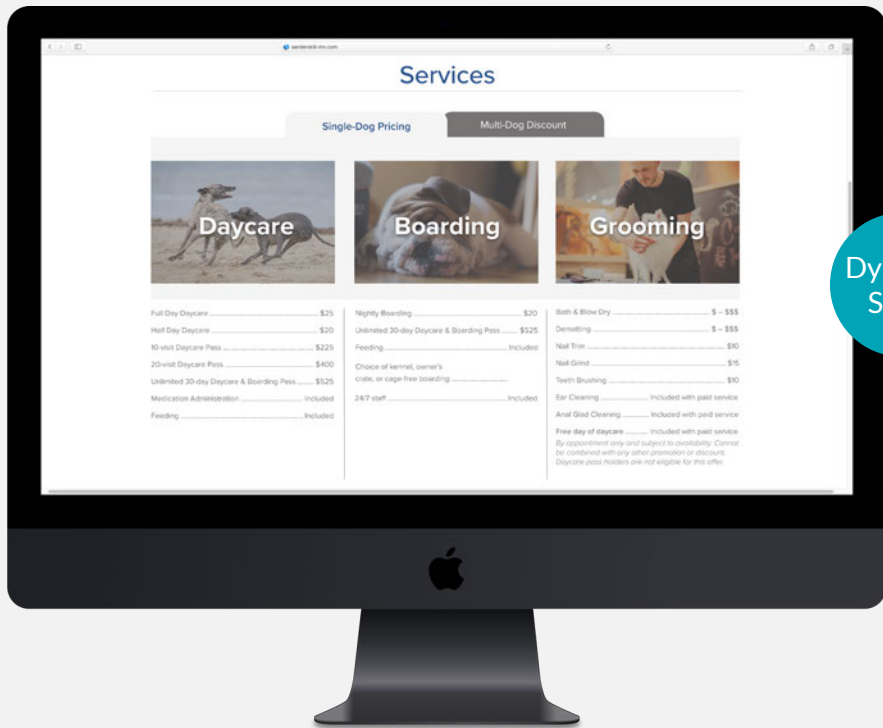 Services
Single-Dog Pricing
Multi-Dog Discount
Daycare
Boarding
Grooming
Full Day Daycare $25
Half Day Daycare $20
10-visit Daycare Pass $225
20-visit Daycare Pass $400
Unlimited 30-day Daycare & Boarding Pass $525
Medication Administration Included
Feeding Included
Nightly Boarding $20
Unlimited 30-day Daycare & Boarding Pass $525
Feeding Included
Choice of kennel, owner's
crate, or cage-free boarding
24/7 staff Included
Bath & Blow Dry $ – $$$
Dematting $ – $$$
Nail Trim $10
Nail Grind $15
Teeth Brushing $10
Ear Cleaning Included with paid service
Anal Gled Cleaning Included with paid service
Free day of daycare Included with paid service
By appointment only and subject to availability. Cannot
be combined with any other promotion or discount.
Daycare pass holders are not eligible for this offer.
Dy
S